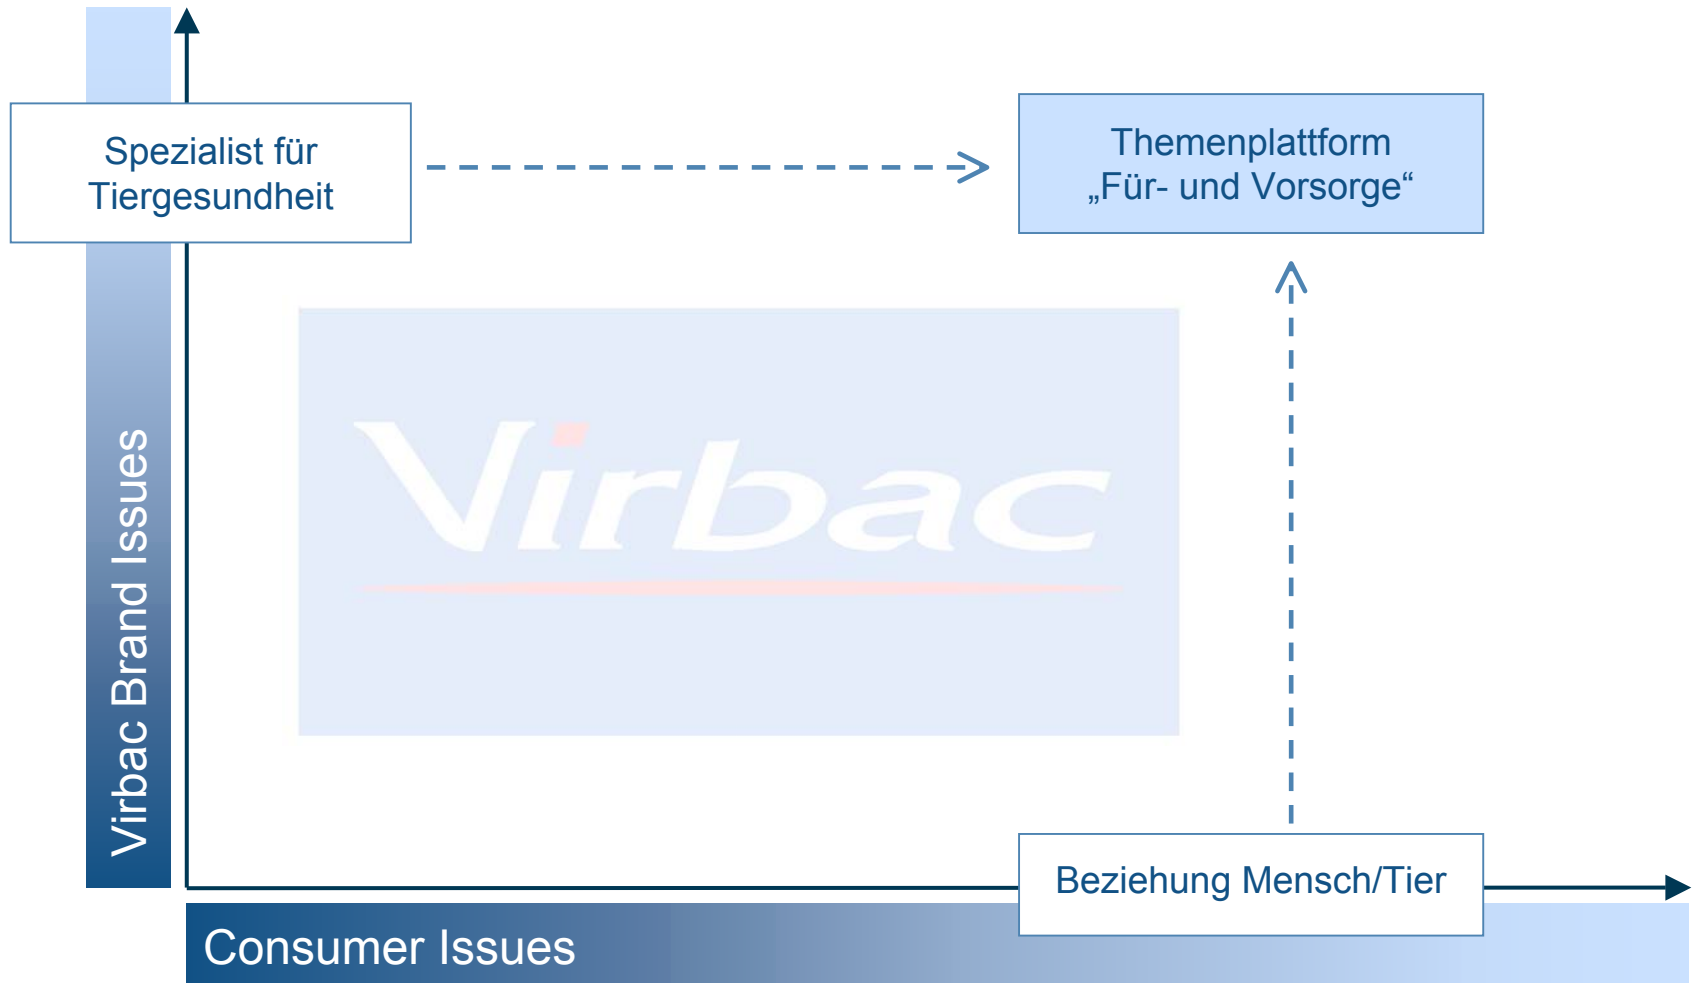 Spezialist für
Tiergesundheit
Themenplattform
„Für- und Vorsorge“
Virbac
Virbac Brand Issues
Beziehung Mensch/Tier
Consumer Issues